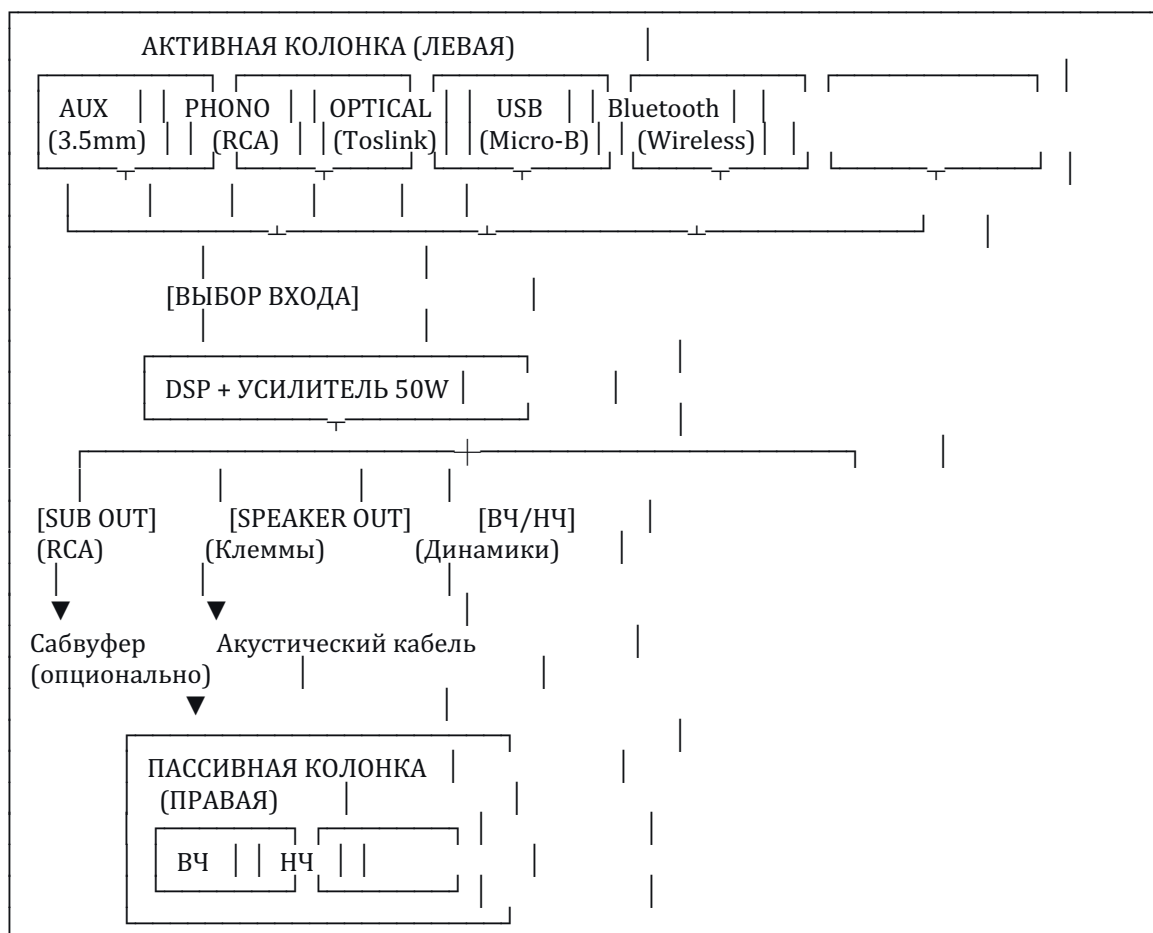 АКТИВНАЯ КОЛОНКА (ЛЕВАЯ)
AUX PHONO OPTICAL USB Bluetooth
(3.5mm) (RCA) (Toslink) (Micro-B) (Wireless)
[ВЫБОР ВХОДА]
DSP + УСИЛИТЕЛЬ 50W
[SUB OUT] [SPEAKER OUT] [ВЧ/НЧ]
(RCA) (Клеммы) (Динамики)
Сабвуфер Акустический кабель
(опционально)
ПАССИВНАЯ КОЛОНКА
(ПРАВАЯ)
ВЧ НЧ